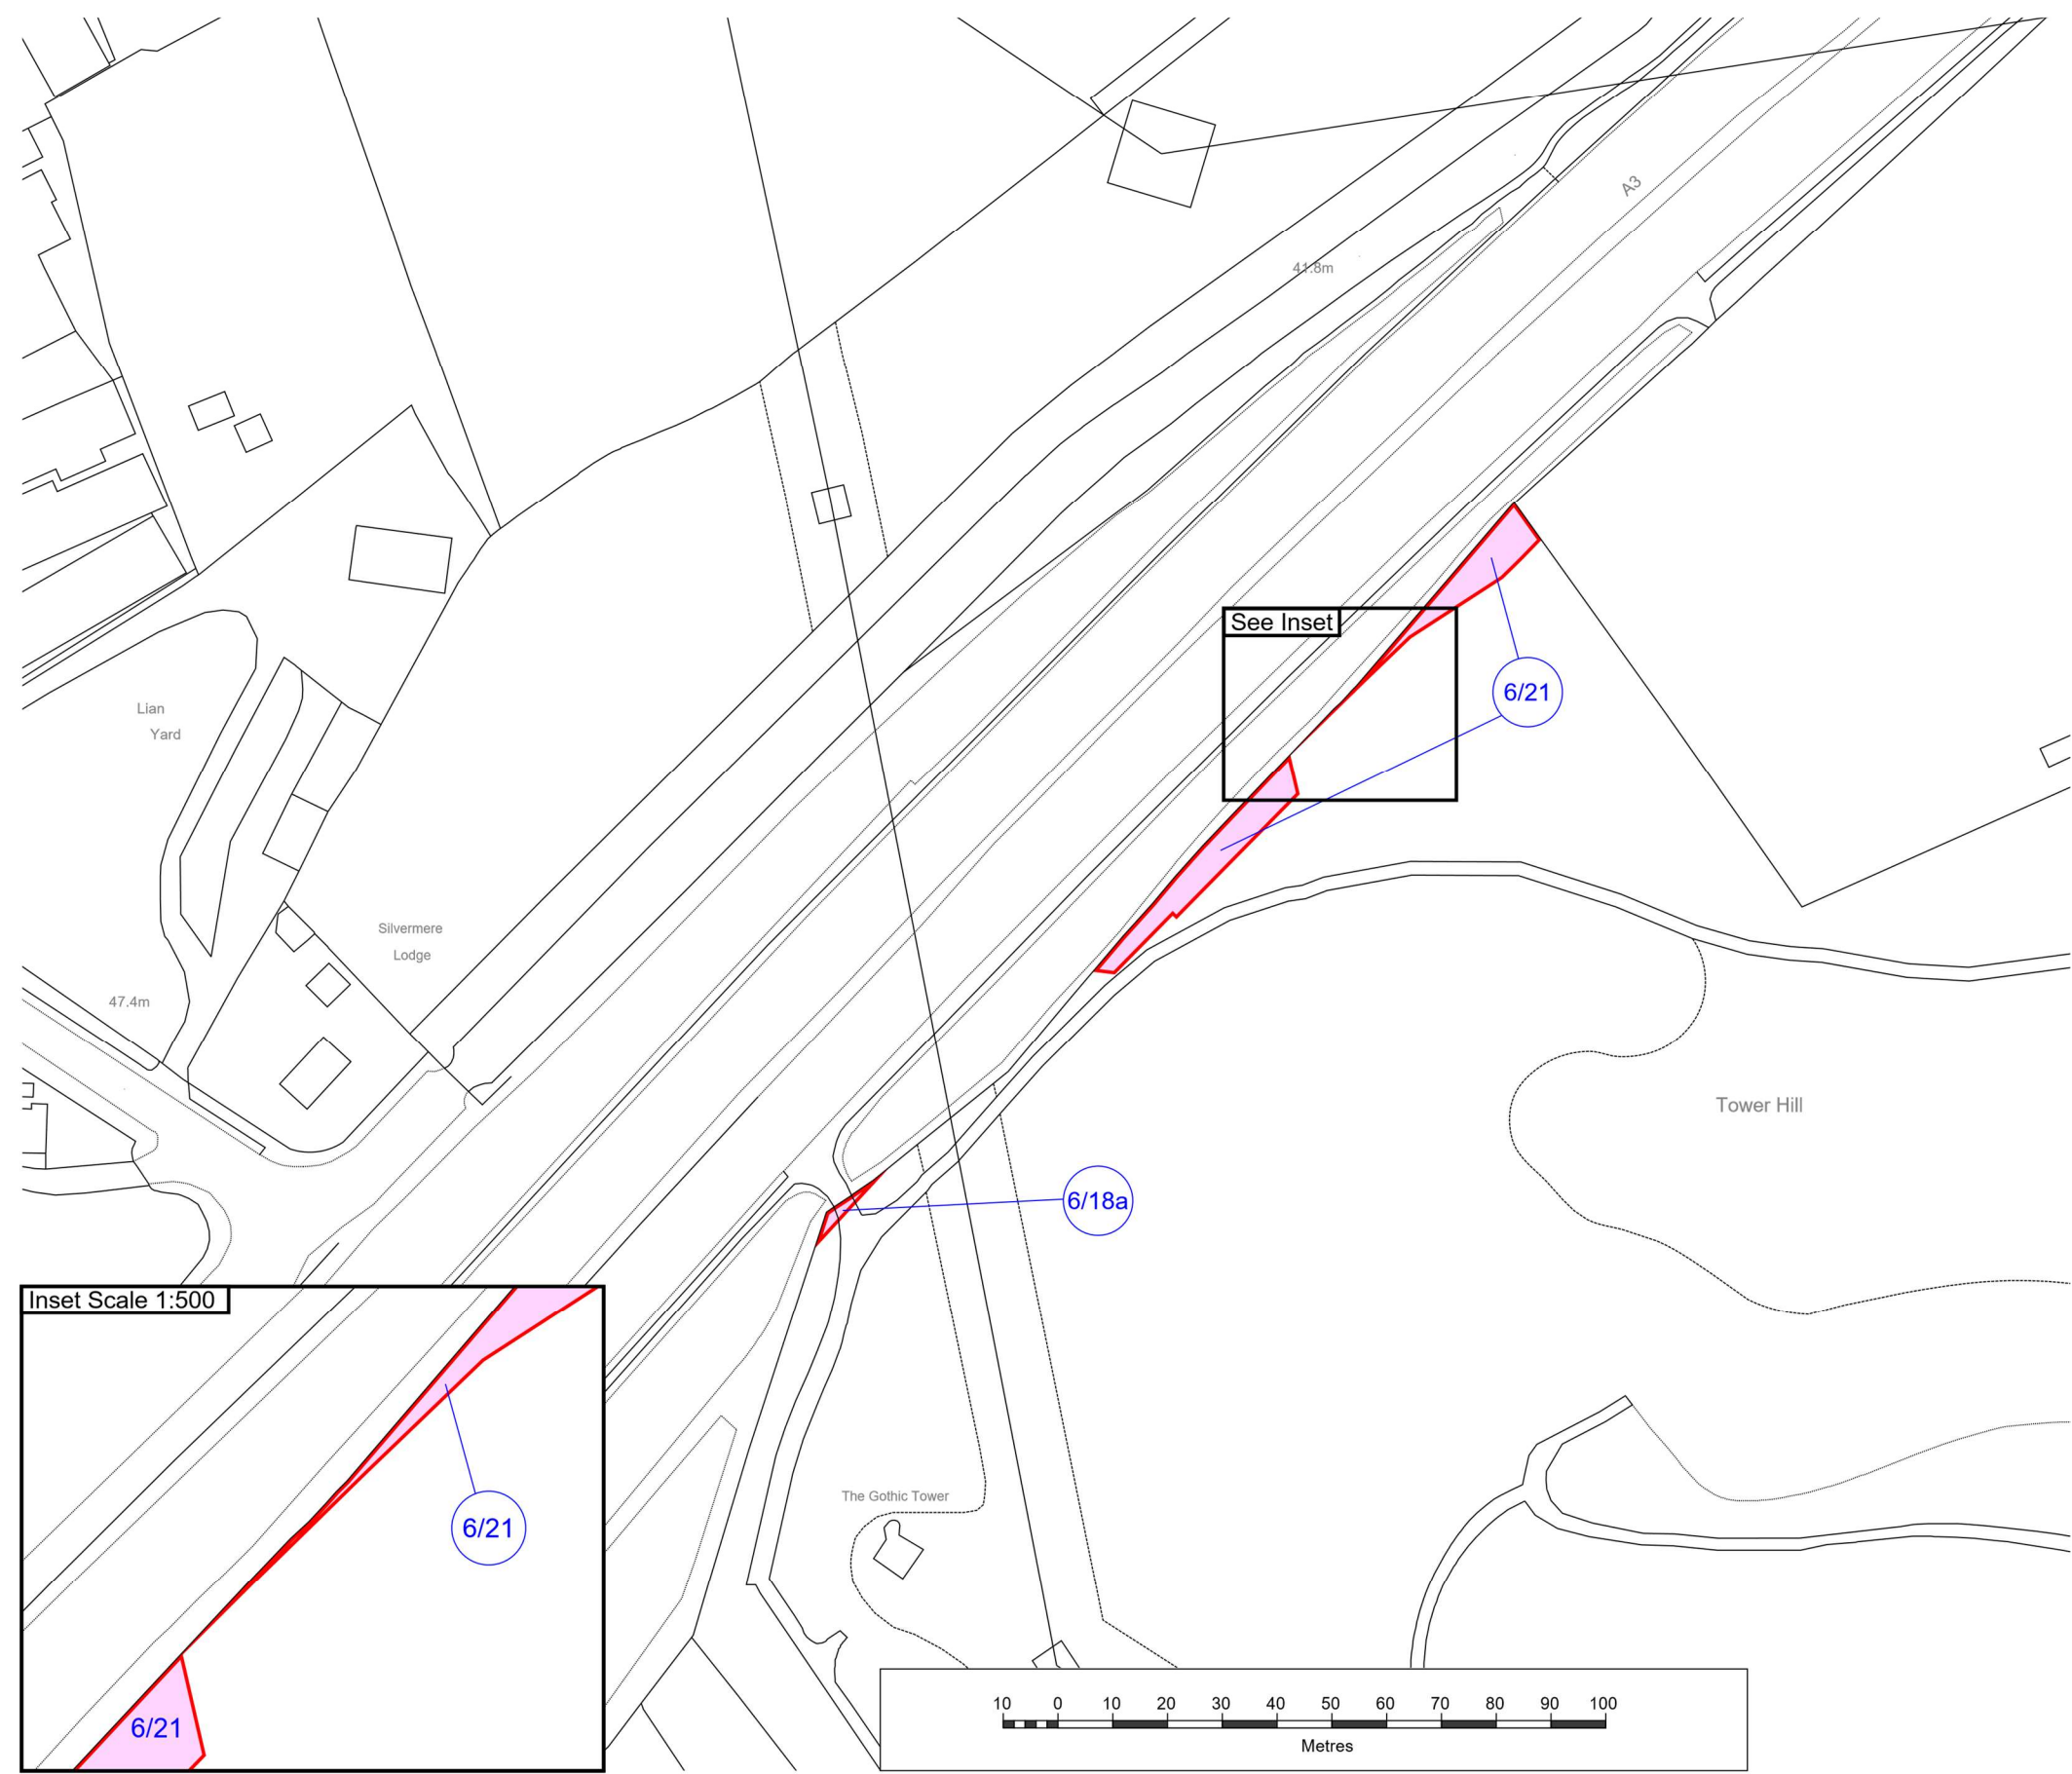 A3
41.8m
See Inset
6/21
Lian
Yard
Silvermere
Lodge
47.4m
Tower Hill
6/18a
Inset Scale 1:500
6/21
6/21
The Gothic Tower
10 0 10 20 30 40 50 60 70 80 90 100
Metres